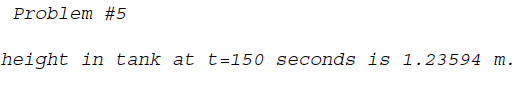 Problem #5
height in tank at t=150 seconds is 1.23594 m.